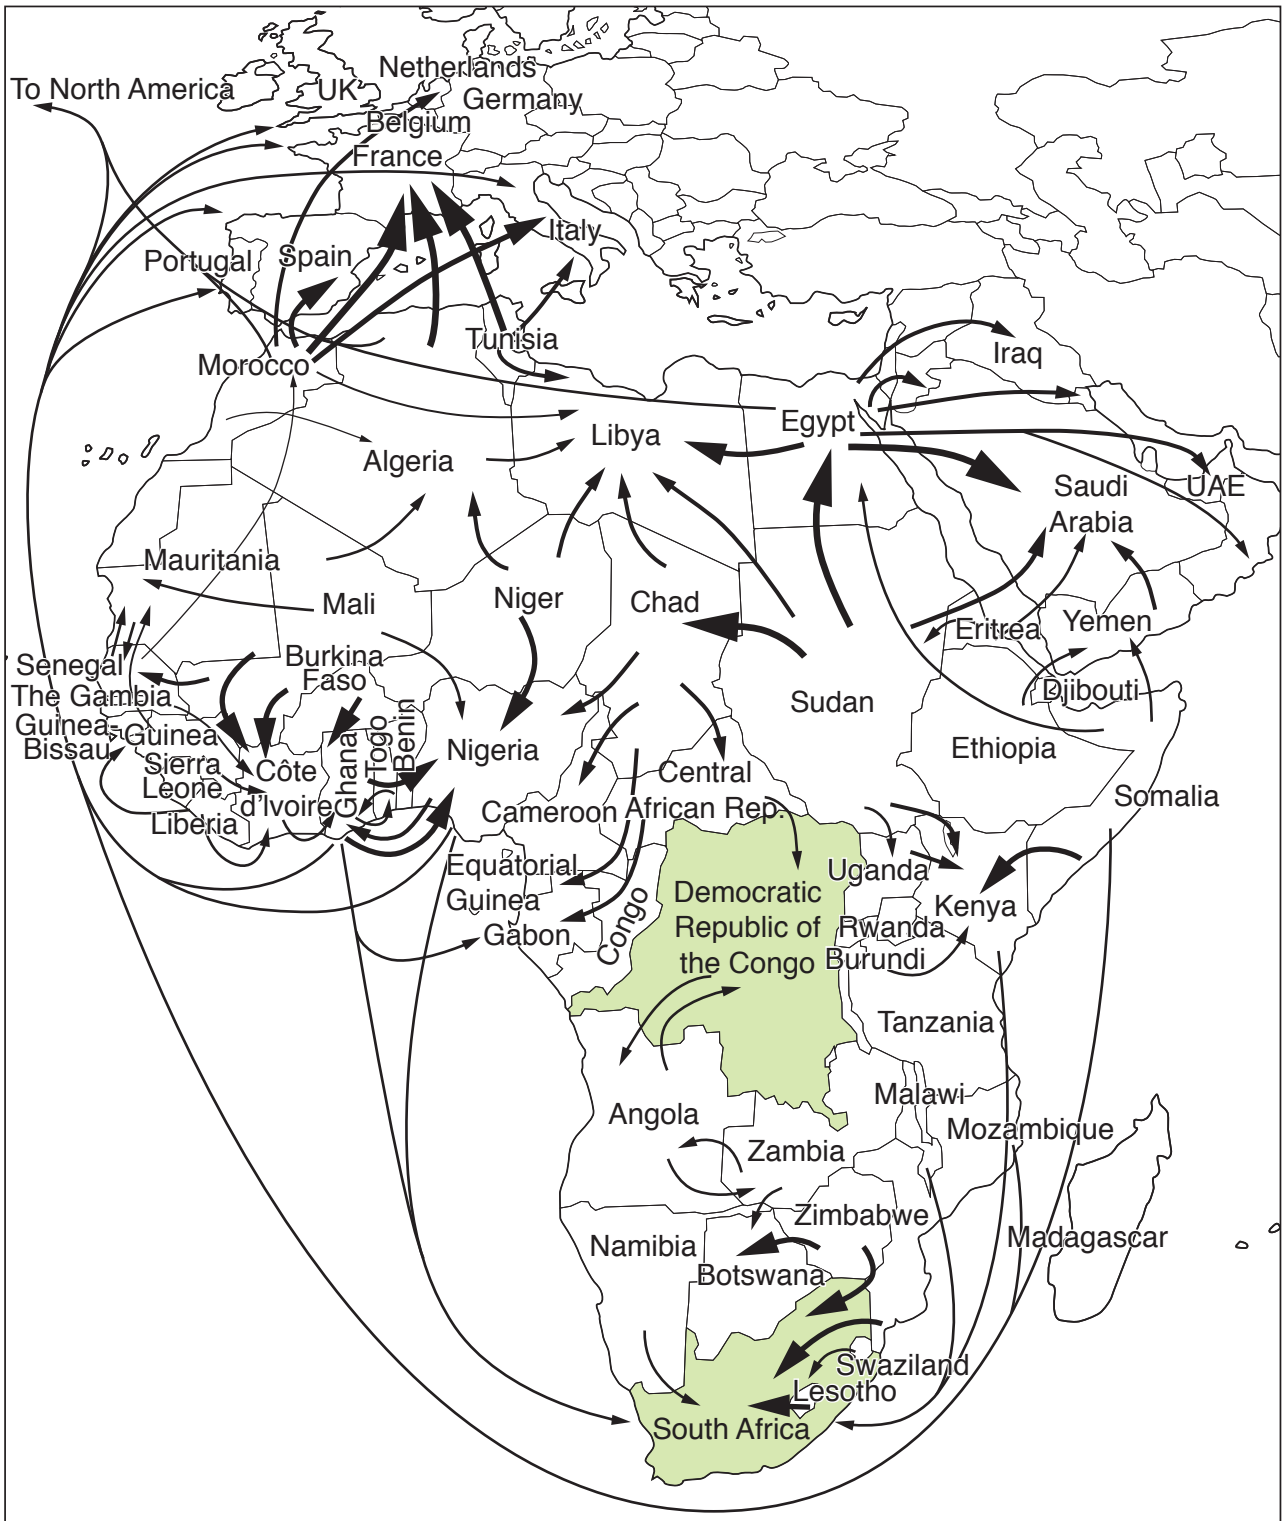 Netherlands
To North America
UK
Germany
Belgium
France
Italy
Portugal
Spain
Tunisia
Iraq
Morocco
Egypt
Libya
Algeria
Saudi
Arabia
UAE
Mauritania
Mali
Niger
Chad
Eritrea
Yemen
Senegal
Burkina
Faso
The Gambia
Djibouti
Sudan
Guinea-
Bissau
Guinea
Togo
Benin
Nigeria
Ethiopia
Sierra
Leone
Côte
d'Ivoire
Ghana
Central
African Rep.
Cameroon
Somalia
Liberia
Equatorial
Guinea
Uganda
Democratic
Republic of
the Congo
Congo
Kenya
Gabon
Rwanda
Burundi
Tanzania
Malawi
Angola
Mozambique
Zambia
Zimbabwe
Namibia
Madagascar
Botswana
Swaziland
Lesotho
South Africa